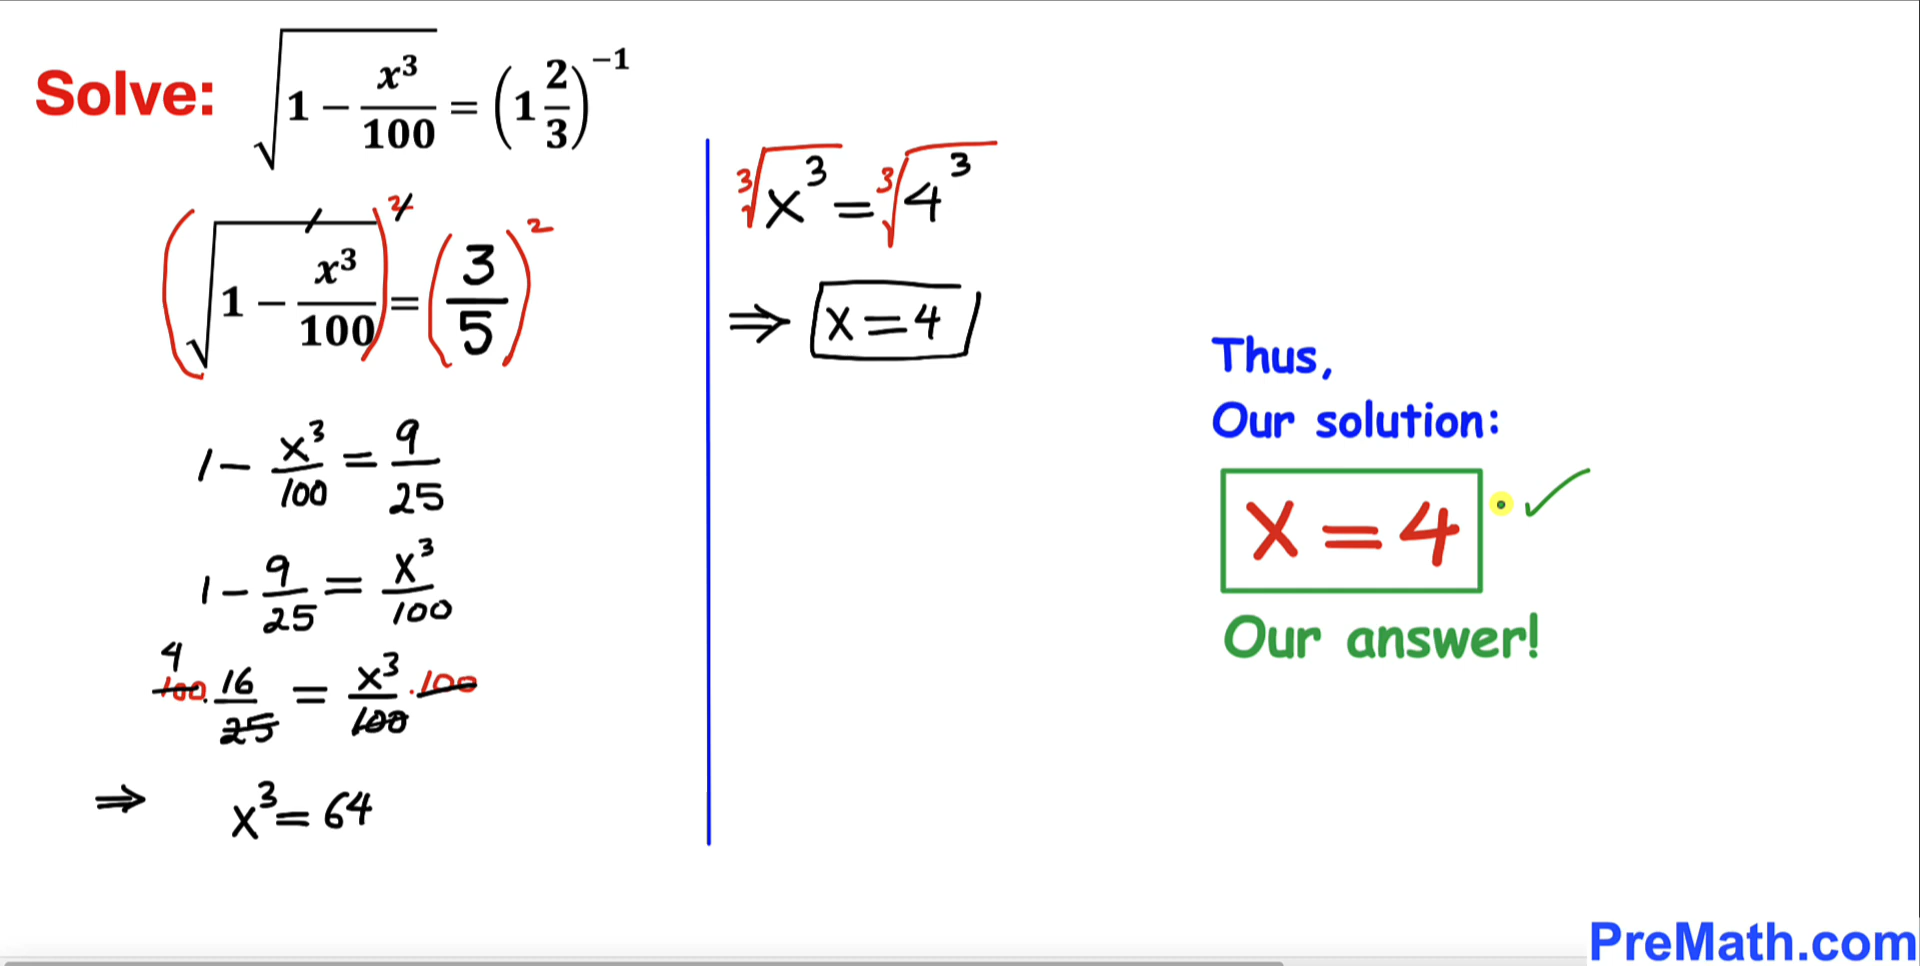 Solve: √(1 − x³/100) = (1 2/3)⁻¹
(√(1 − x³/100))² = (3/5)²
1 − x³/100 = 9/25
1 − 9/25 = x³/100
4
100 · 16/25 = x³/100 · 100
⇒ x³ = 64
∛x³ = ∛4³
⇒ x = 4
Thus,
Our solution:
x = 4 ✓
Our answer!
PreMath.com